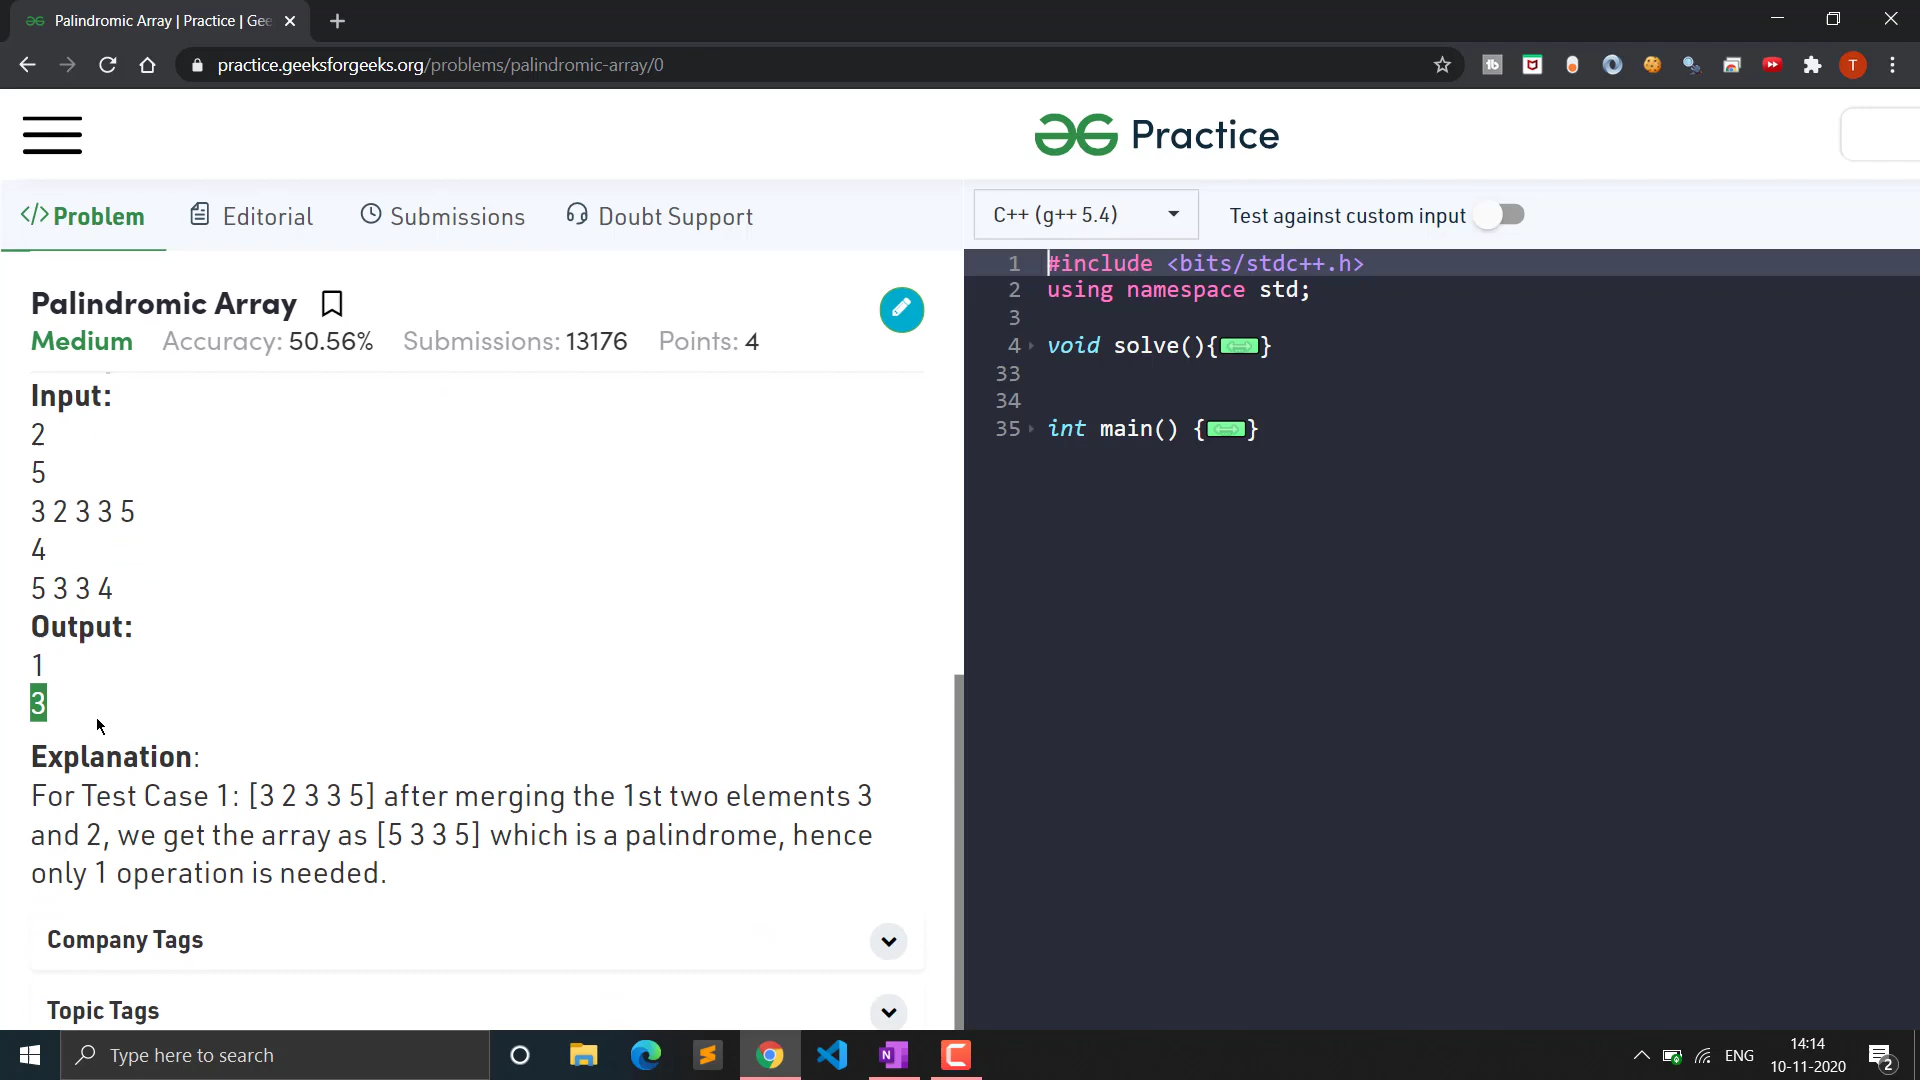 Palindromic Array | Practice | Gee
practice.geeksforgeeks.org/problems/palindromic-array/0
T
Practice
</> Problem
Editorial
Submissions
Doubt Support
C++ (g++ 5.4)
Test against custom input
Palindromic Array
Medium Accuracy: 50.56% Submissions: 13176 Points: 4
Input:
2
5
3 2 3 3 5
4
5 3 3 4
Output:
1
3
Explanation:
For Test Case 1: [3 2 3 3 5] after merging the 1st two elements 3
and 2, we get the array as [5 3 3 5] which is a palindrome, hence
only 1 operation is needed.
Company Tags
Topic Tags
1 #include <bits/stdc++.h>
2 using namespace std;
3
4 void solve(){}
33
34
35 int main() {}
Type here to search
ENG
14:14
10-11-2020
2